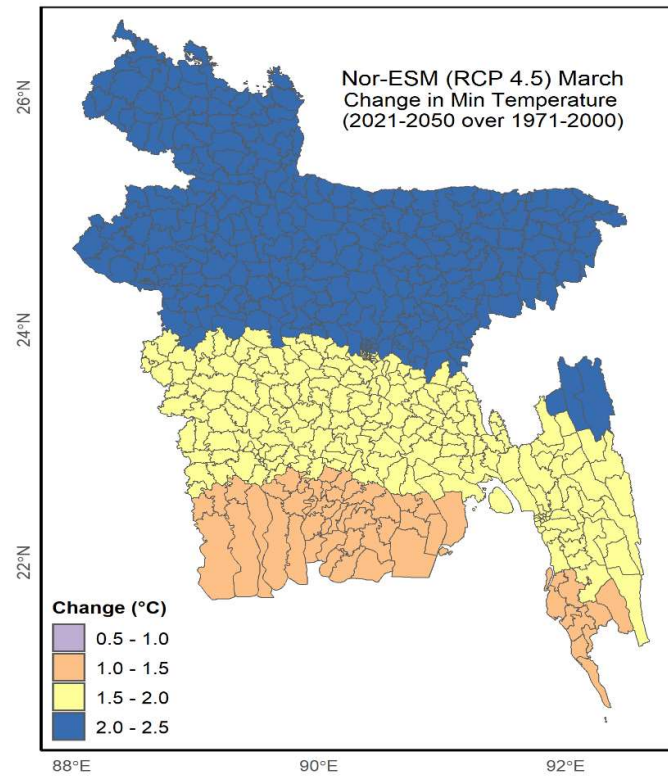 Nor-ESM (RCP 4.5) March
Change in Min Temperature
(2021-2050 over 1971-2000)
26°N
24°N
22°N
Change (°C)
0.5 - 1.0
1.0 - 1.5
1.5 - 2.0
2.0 - 2.5
88°E
90°E
92°E